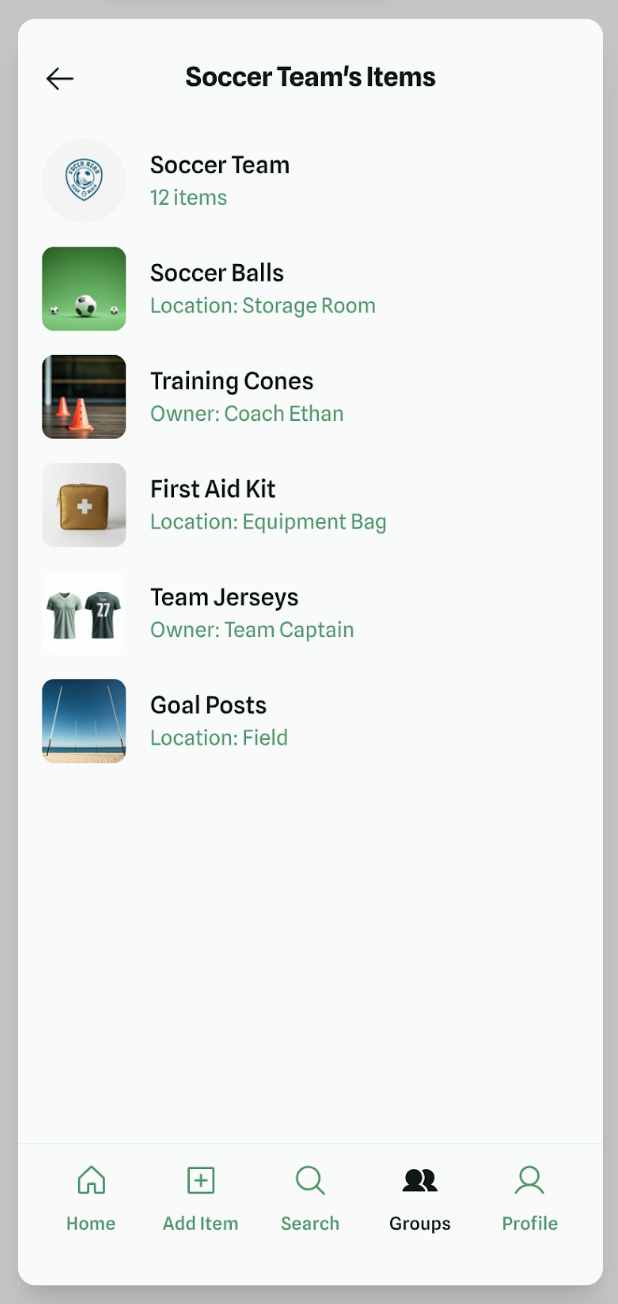 Soccer Team's Items
Soccer Team
12 items
Soccer Balls
Location: Storage Room
Training Cones
Owner: Coach Ethan
First Aid Kit
Location: Equipment Bag
Team Jerseys
Owner: Team Captain
27
Goal Posts
Location: Field
Home
Add Item
Search
Groups
Profile